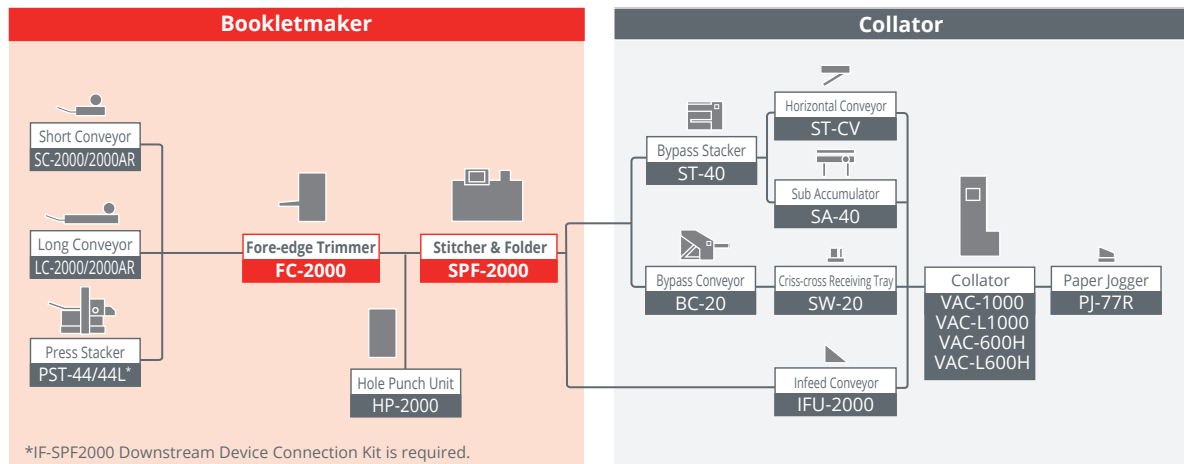 Bookletmaker
Short Conveyor
SC-2000/2000AR
Long Conveyor
LC-2000/2000AR
Press Stacker
PST-44/44L*
Fore-edge Trimmer
FC-2000
Stitcher & Folder
SPF-2000
Hole Punch Unit
HP-2000
*IF-SPF2000 Downstream Device Connection Kit is required.
Collator
Bypass Stacker
ST-40
Horizontal Conveyor
ST-CV
Sub Accumulator
SA-40
Bypass Conveyor
BC-20
Criss-cross Receiving Tray
SW-20
Infeed Conveyor
IFU-2000
Collator
VAC-1000
VAC-L1000
VAC-600H
VAC-L600H
Paper Jogger
PJ-77R